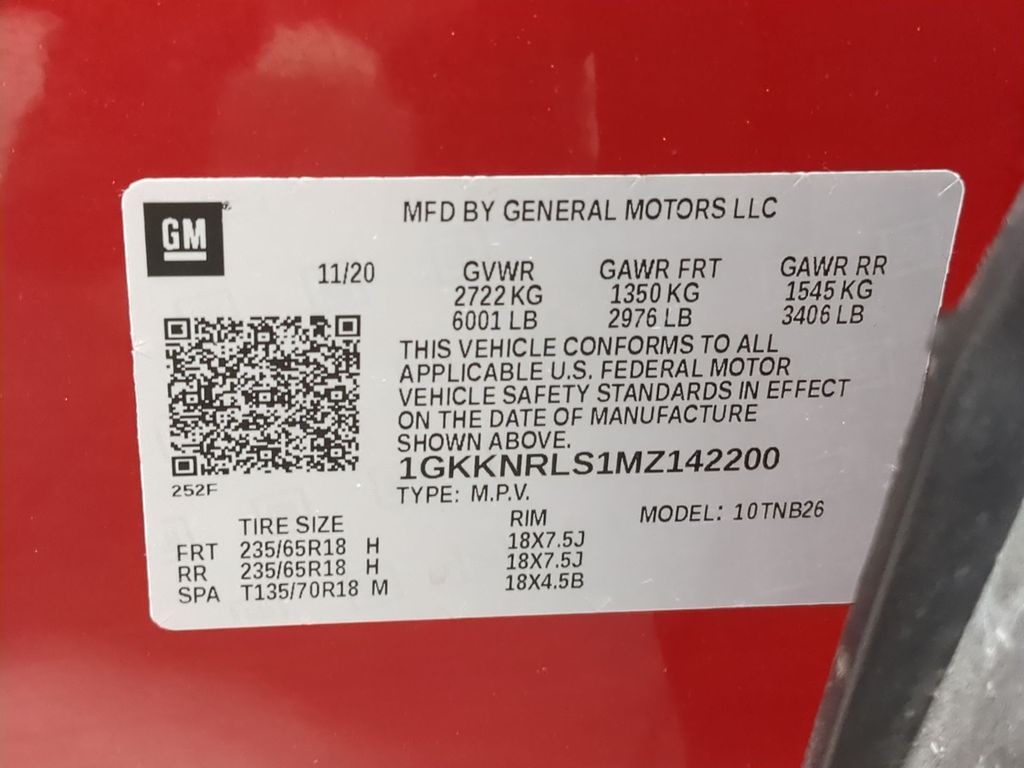 GM
MFD BY GENERAL MOTORS LLC
11/20
GVWR GAWR FRT GAWR RR
2722 KG 1350 KG 1545 KG
6001 LB 2976 LB 3406 LB
THIS VEHICLE CONFORMS TO ALL
APPLICABLE U.S. FEDERAL MOTOR
VEHICLE SAFETY STANDARDS IN EFFECT
ON THE DATE OF MANUFACTURE
SHOWN ABOVE.
1GKKNRLS1MZ142200
252F
TYPE: M.P.V.
TIRE SIZE RIM MODEL: 10TNB26
FRT 235/65R18 H 18X7.5J
RR 235/65R18 H 18X7.5J
SPA T135/70R18 M 18X4.5B